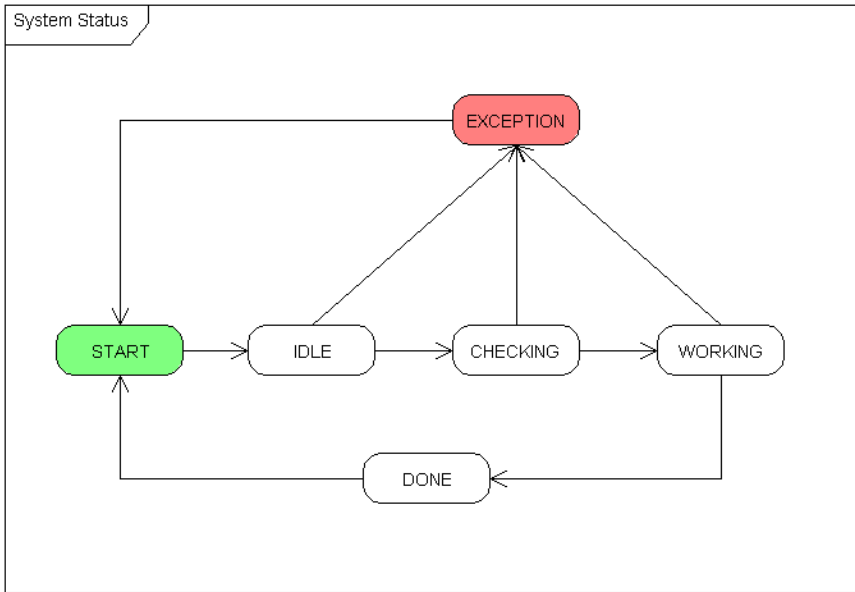 System Status
EXCEPTION
START
IDLE
CHECKING
WORKING
DONE